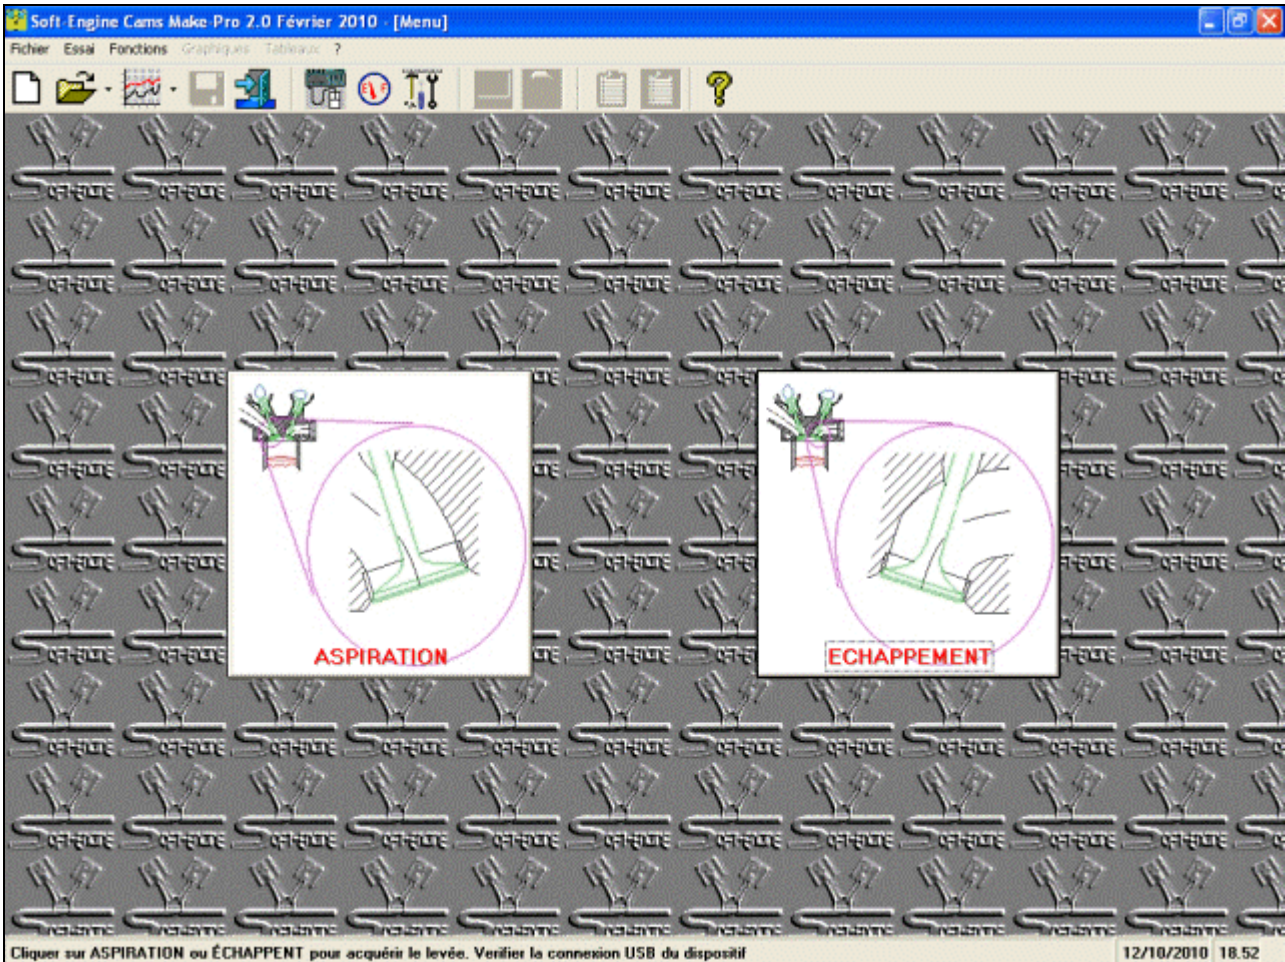 Soft-Engine Cams Make-Pro 2.0 Février 2010 - [Menu]
Fichier Essai Fonctions Graphiques Tableaux ?
ASPIRATION
ECHAPPEMENT
Cliquer sur ASPIRATION ou ÉCHAPPENT pour acquérir le levée. Verifier la connexion USB du dispositif
12/10/2010 18.52